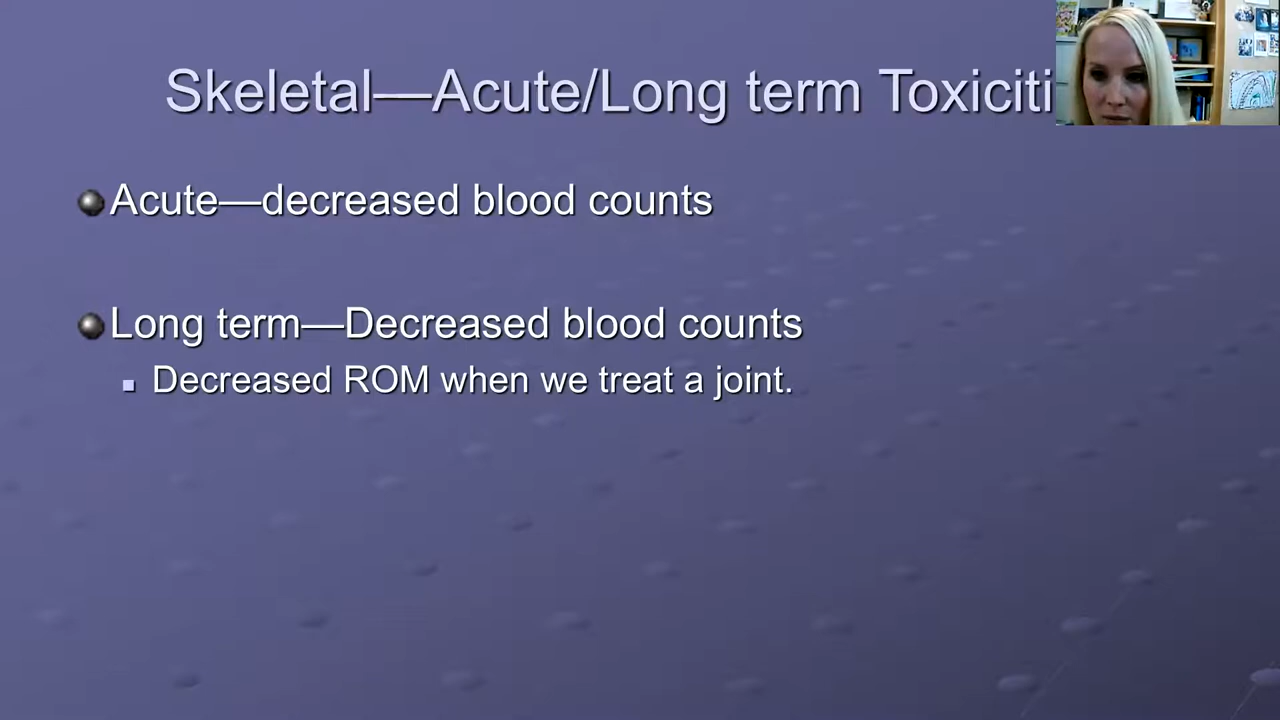 Skeletal—Acute/Long term Toxiciti
Acute—decreased blood counts
Long term—Decreased blood counts
Decreased ROM when we treat a joint.